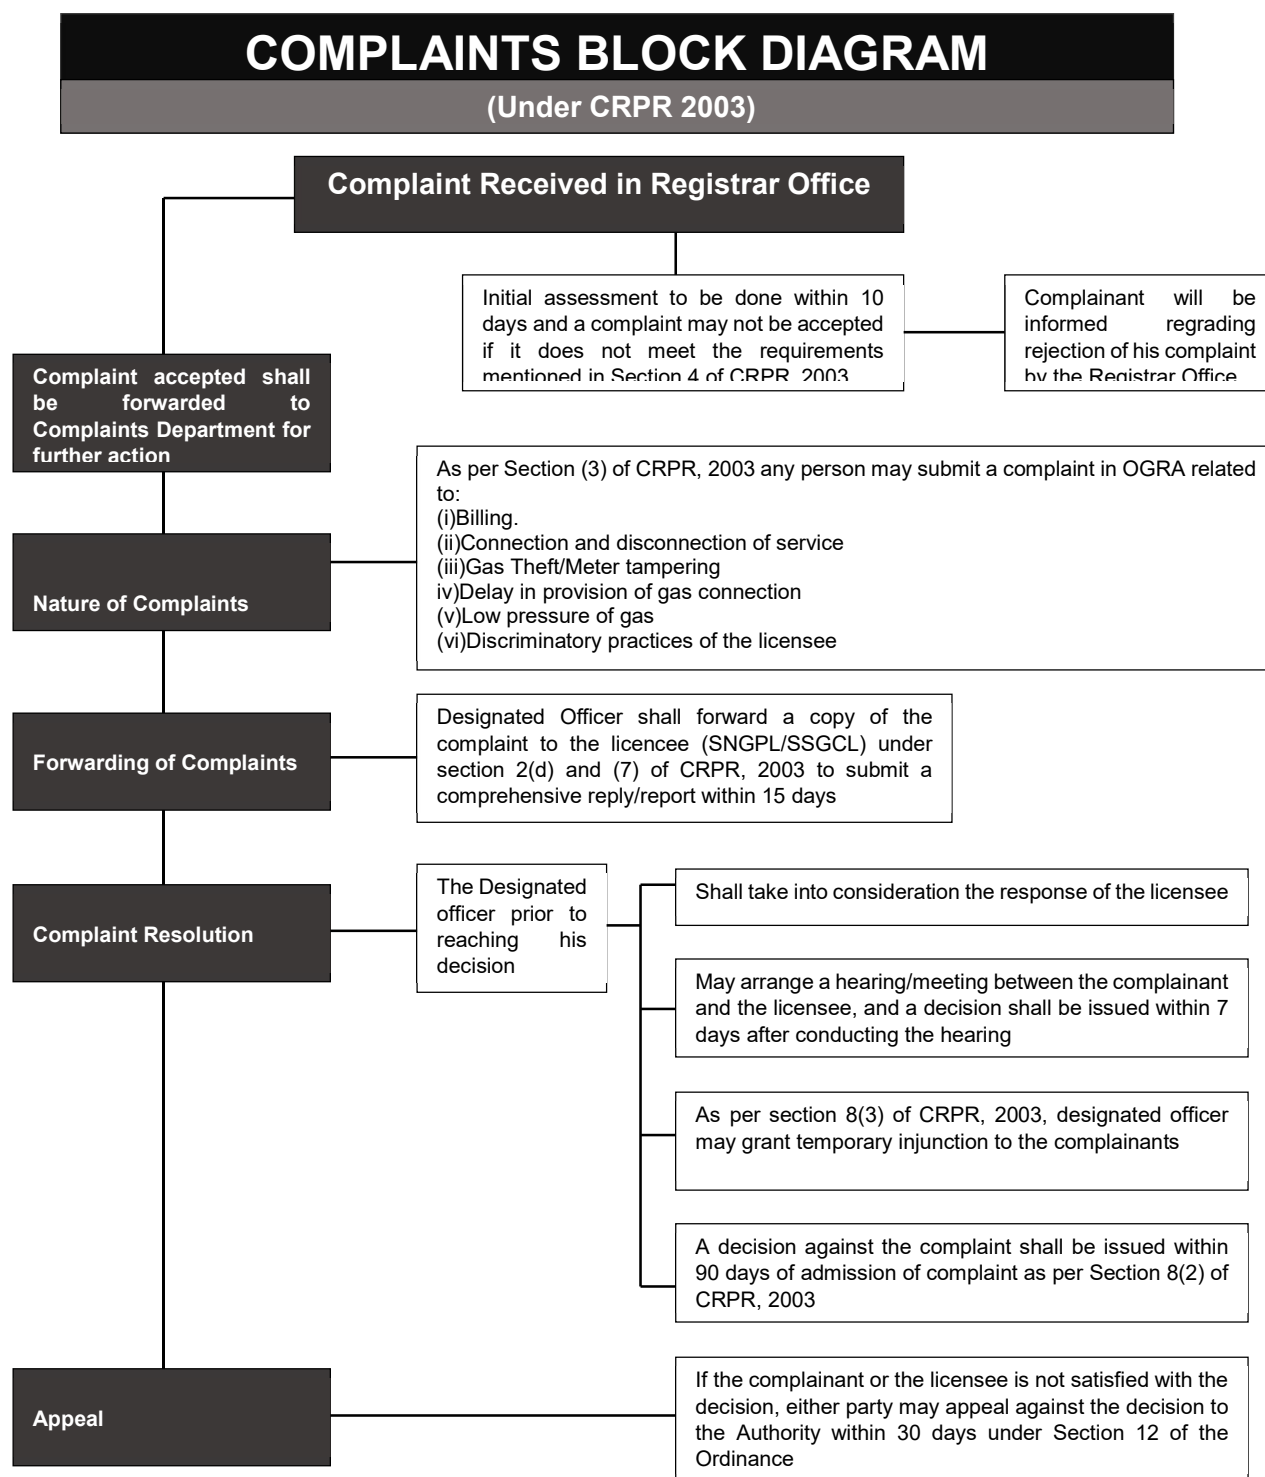 COMPLAINTS BLOCK DIAGRAM
(Under CRPR 2003)
Complaint Received in Registrar Office
Initial assessment to be done within 10
days and a complaint may not be accepted
if it does not meet the requirements
mentioned in Section 4 of CRPR, 2003
Complainant will be
informed regrading
rejection of his complaint
by the Registrar Office
Complaint accepted shall
be forwarded to
Complaints Department for
further action
As per Section (3) of CRPR, 2003 any person may submit a complaint in OGRA related
to:
(i)Billing.
(ii)Connection and disconnection of service
(iii)Gas Theft/Meter tampering
iv)Delay in provision of gas connection
(v)Low pressure of gas
(vi)Discriminatory practices of the licensee
Nature of Complaints
Forwarding of Complaints
Designated Officer shall forward a copy of the
complaint to the licencee (SNGPL/SSGCL) under
section 2(d) and (7) of CRPR, 2003 to submit a
comprehensive reply/report within 15 days
Complaint Resolution
The Designated
officer prior to
reaching his
decision
Shall take into consideration the response of the licensee
May arrange a hearing/meeting between the complainant
and the licensee, and a decision shall be issued within 7
days after conducting the hearing
As per section 8(3) of CRPR, 2003, designated officer
may grant temporary injunction to the complainants
A decision against the complaint shall be issued within
90 days of admission of complaint as per Section 8(2) of
CRPR, 2003
Appeal
If the complainant or the licensee is not satisfied with the
decision, either party may appeal against the decision to
the Authority within 30 days under Section 12 of the
Ordinance